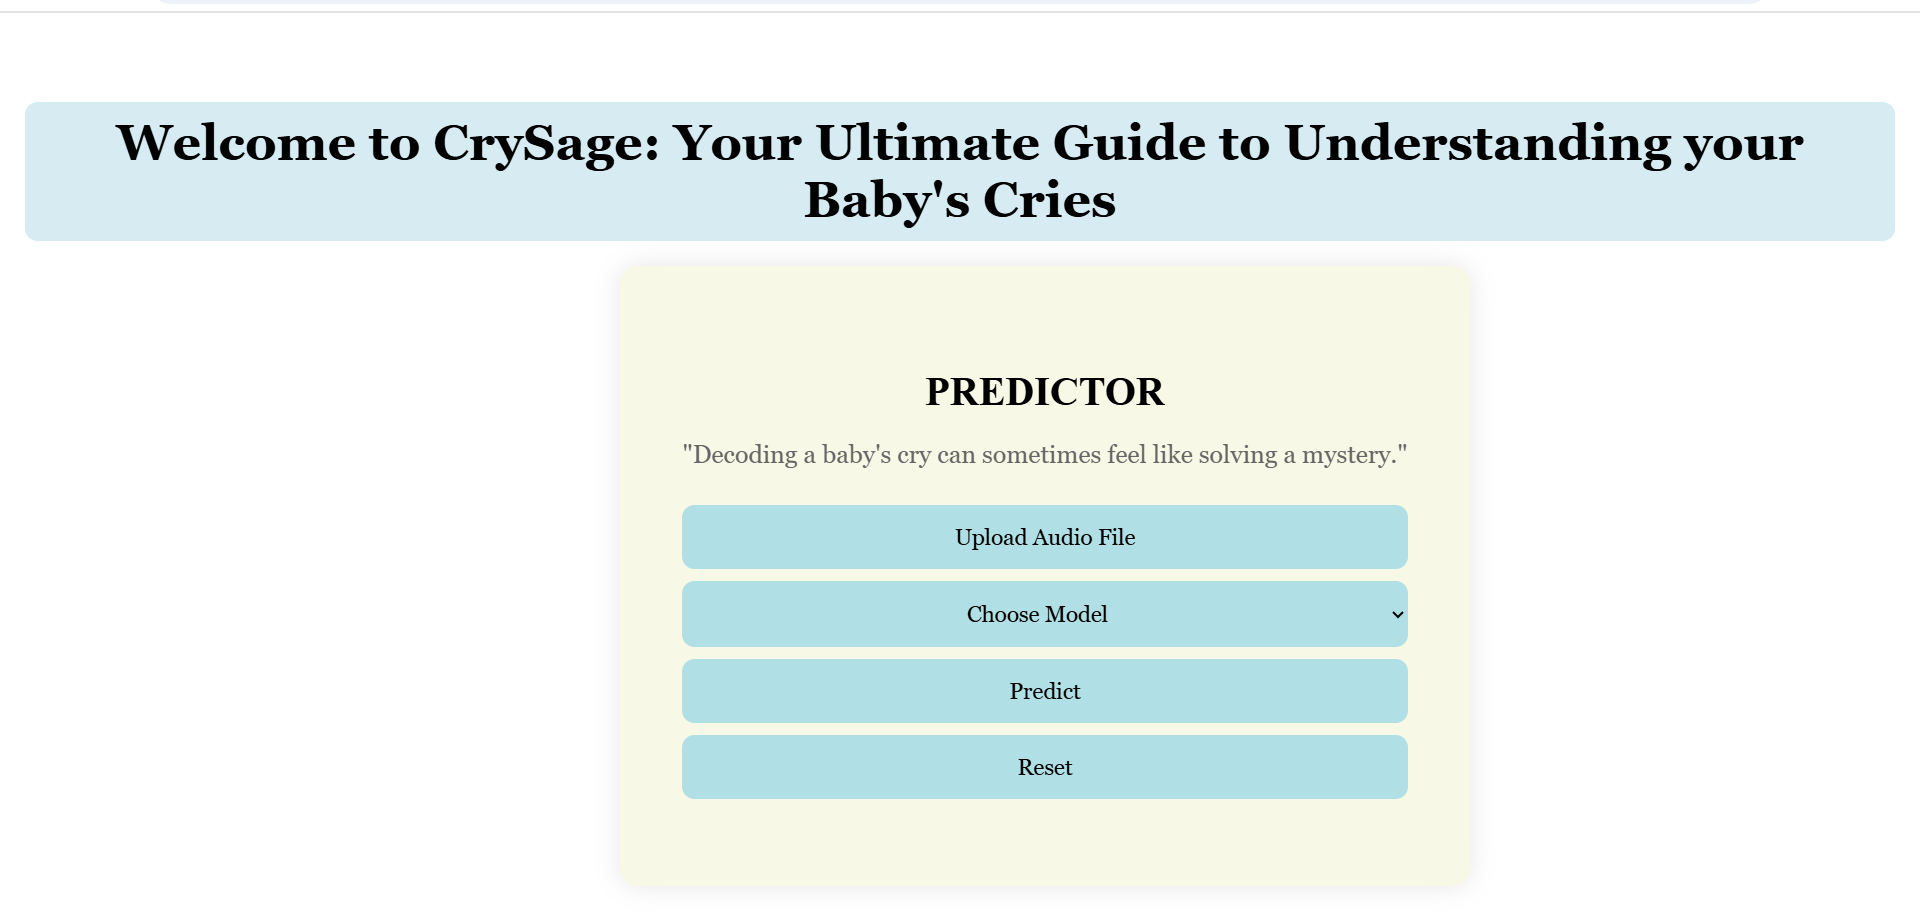 Welcome to CrySage: Your Ultimate Guide to Understanding your
Baby's Cries
PREDICTOR
"Decoding a baby's cry can sometimes feel like solving a mystery."
Upload Audio File
Choose Model
Predict
Reset